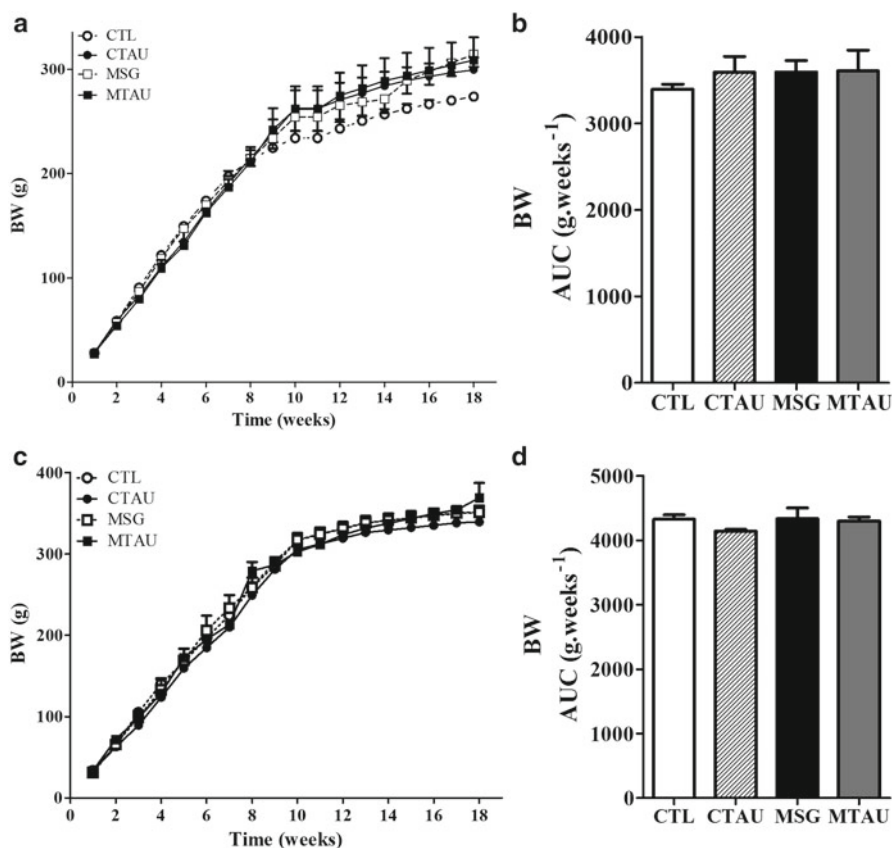 a
CTL
CTAU
MSG
MTAU
BW (g)
300
200
100
0
0 2 4 6 8 10 12 14 16 18
Time (weeks)
b
BW
AUC (g.weeks⁻¹)
4000
3000
2000
1000
0
CTL CTAU MSG MTAU
c
CTL
CTAU
MSG
MTAU
BW (g)
400
300
200
100
0
0 2 4 6 8 10 12 14 16 18
Time (weeks)
d
BW
AUC (g.weeks⁻¹)
5000
4000
3000
2000
1000
0
CTL CTAU MSG MTAU